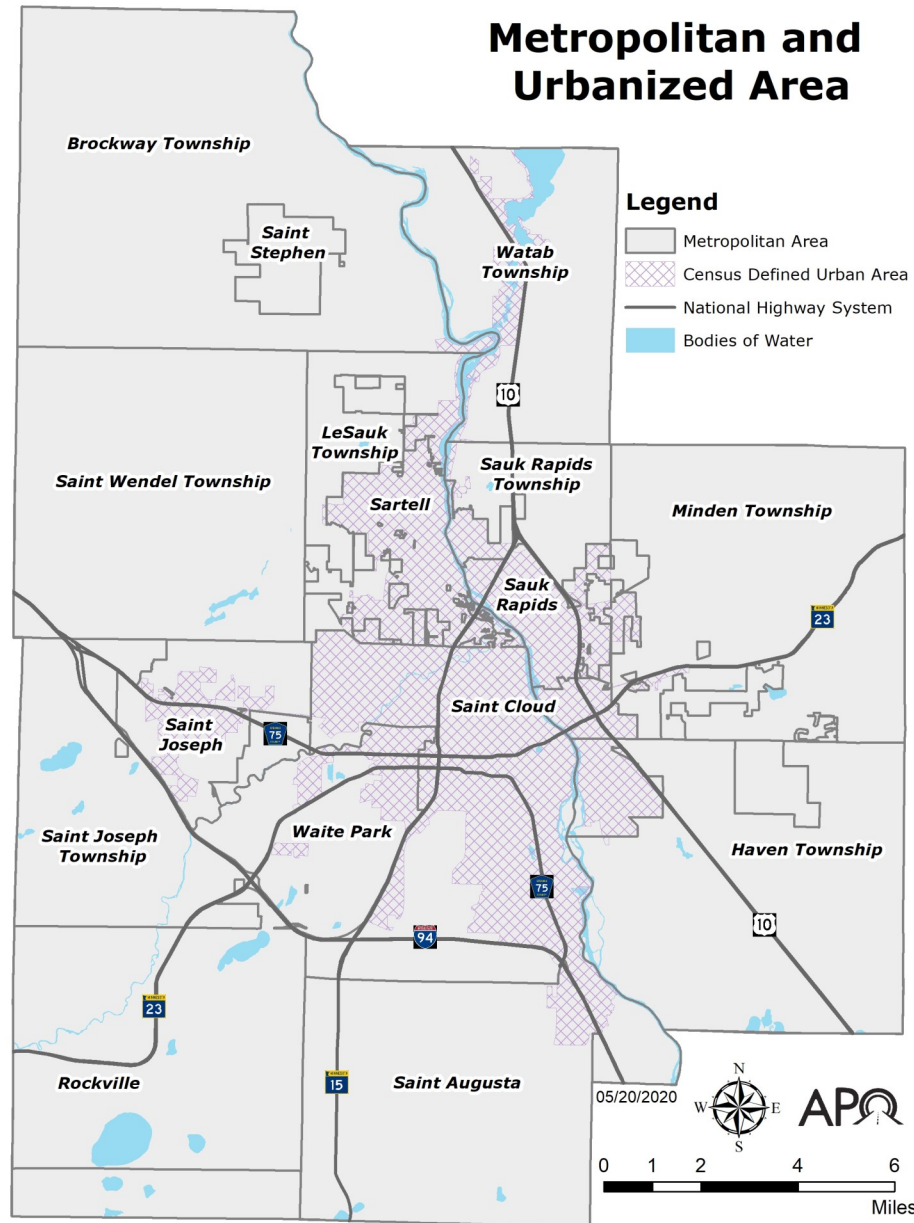 Metropolitan and
Urbanized Area
Brockway Township
Saint
Stephen
Watab
Township
Legend
Metropolitan Area
Census Defined Urban Area
National Highway System
Bodies of Water
10
LeSauk
Township
Saint Wendel Township
Sartell
Sauk Rapids
Township
Minden Township
Sauk
Rapids
23
Saint Cloud
Saint
Joseph
75
Saint Joseph
Township
Waite Park
Haven Township
75
10
94
23
15
Rockville
Saint Augusta
05/20/2020
N
W
E
S
APO
0
1
2
4
6
Miles